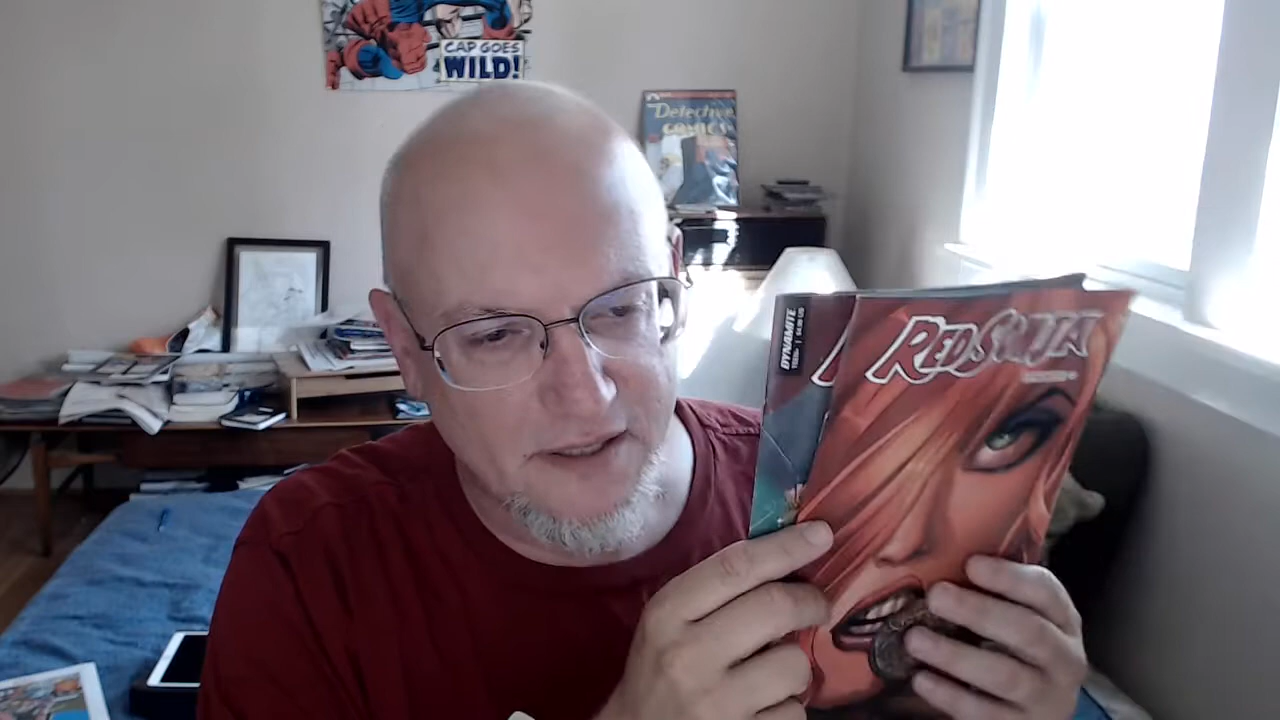 CAP GOES
WILD!
Detective
COMICS
DYNAMITE
RED SONJA